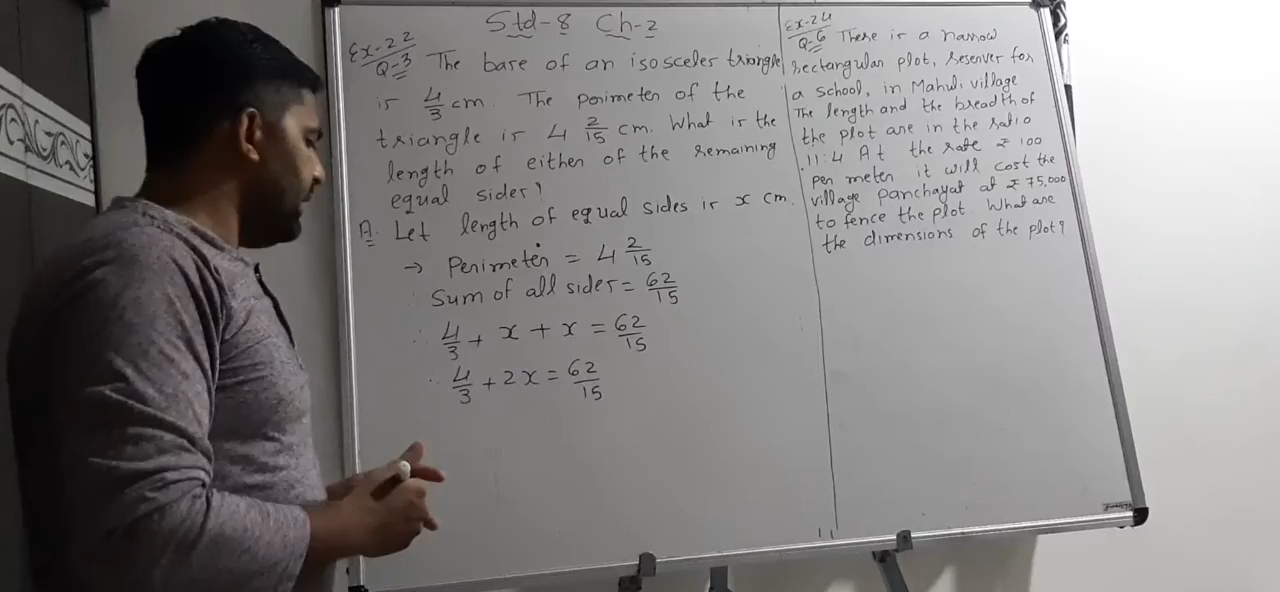 Std-8 Ch-2
Ex-2.2
Q-3 The base of an isosceler triangle
is 4/3 cm. The perimeter of the
triangle is 4 2/15 cm. What is the
length of either of the remaining
equal sides?
A. Let length of equal sides is x cm.
→ Perimeter = 4 2/15
∴ Sum of all sides = 62/15
∴ 4/3 + x + x = 62/15
∴ 4/3 + 2x = 62/15
Ex-2.4
Q-6 There is a narrow
rectangular plot, reserver for
a school, in Mahuli village
The length and the breadth of
the plot are in the ratio
11:4 At the rate ₹ 100
per meter it will cost the
village panchayat at ₹ 75,000
to fence the plot. What are
the dimensions of the plot?